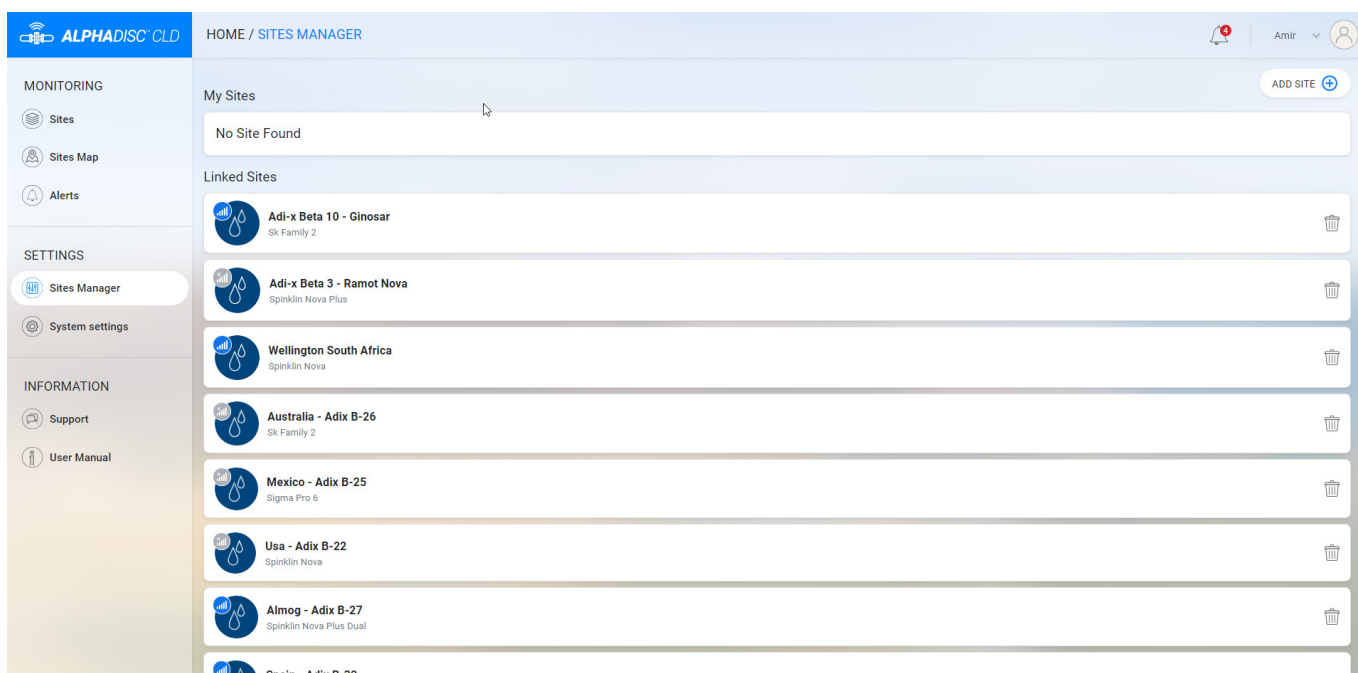 ALPHADISC™ CLD
HOME / SITES MANAGER
4
Amir
MONITORING
Sites
Sites Map
Alerts
SETTINGS
Sites Manager
System settings
INFORMATION
Support
User Manual
ADD SITE
My Sites
No Site Found
Linked Sites
Adi-x Beta 10 - Ginosar
Sk Family 2
Adi-x Beta 3 - Ramot Nova
Spinklin Nova Plus
Wellington South Africa
Spinklin Nova
Australia - Adix B-26
Sk Family 2
Mexico - Adix B-25
Sigma Pro 6
Usa - Adix B-22
Spinklin Nova
Almog - Adix B-27
Spinklin Nova Plus Dual